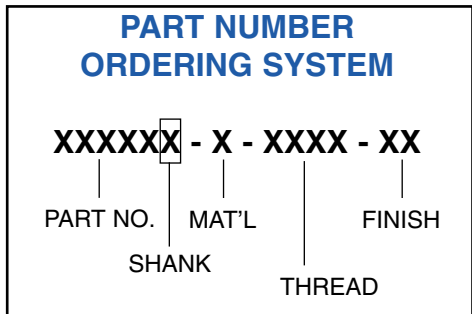 PART NUMBER
ORDERING SYSTEM
XXXXXX - X - XXXX - XX
PART NO. MAT’L FINISH
SHANK
THREAD